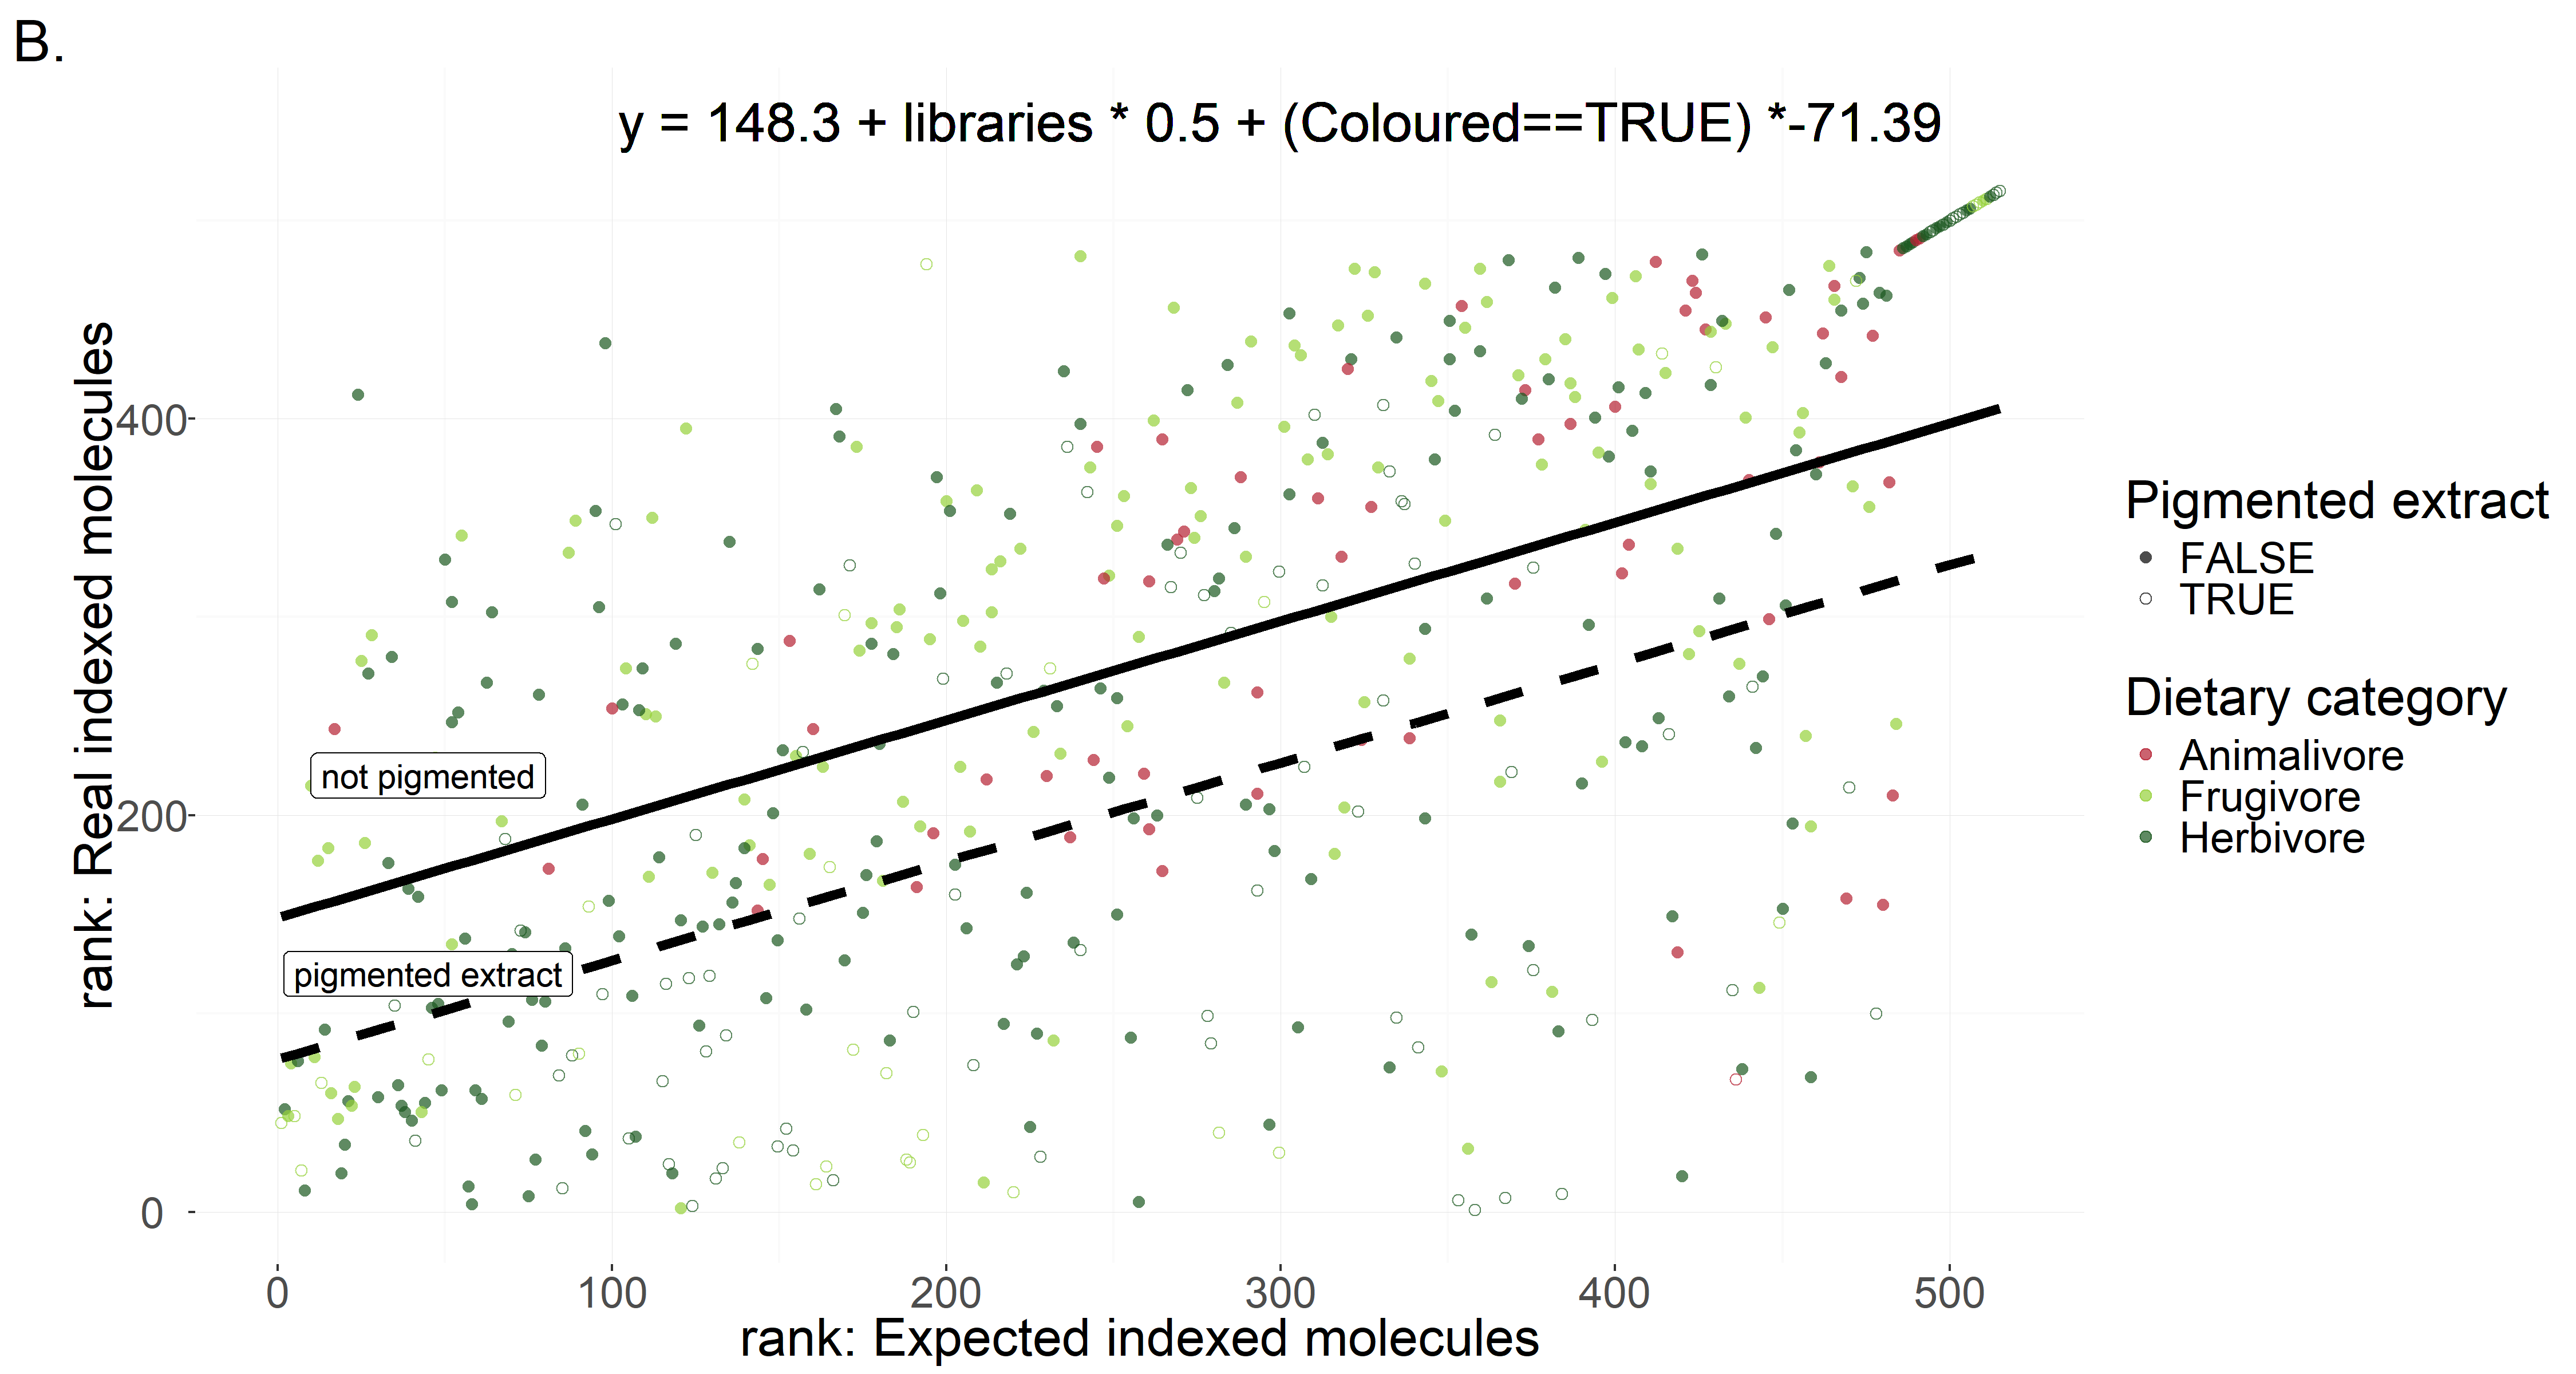 B.
y = 148.3 + libraries * 0.5 + (Coloured==TRUE) *-71.39
rank: Real indexed molecules
400
200
0
not pigmented
pigmented extract
0 100 200 300 400 500
rank: Expected indexed molecules
Pigmented extract
FALSE
TRUE
Dietary category
Animalivore
Frugivore
Herbivore